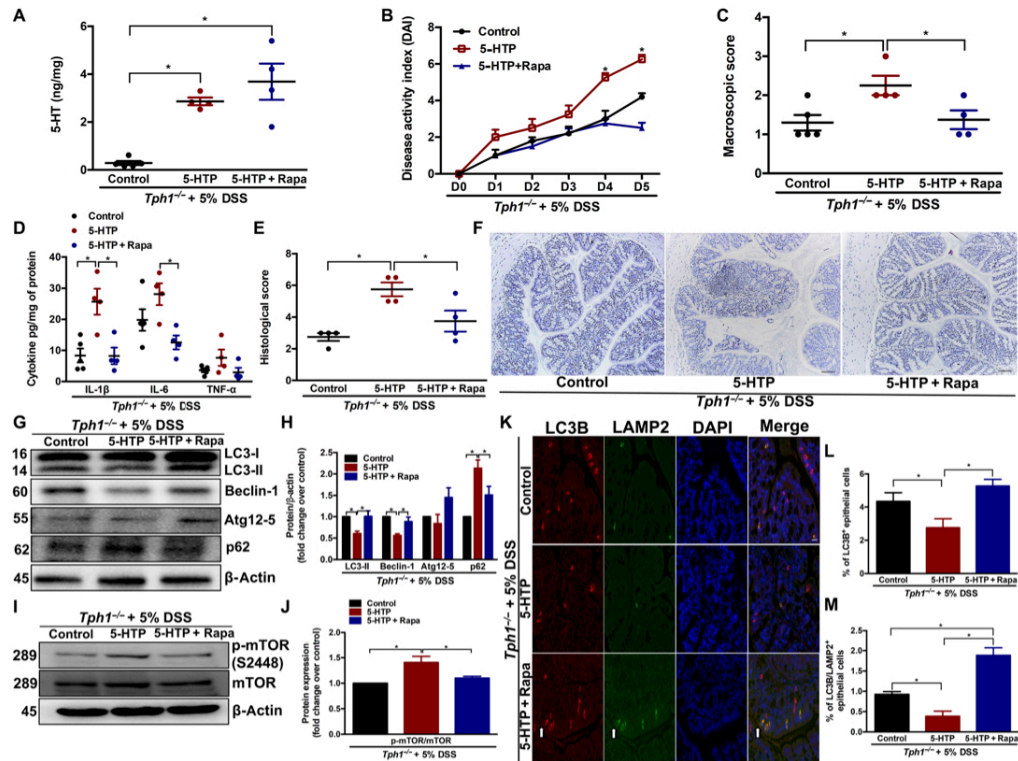 A
5-HT (ng/mg)
6
4
2
0
*
*
Control 5-HTP 5-HTP + Rapa
Tph1⁻/⁻ + 5% DSS
B
Disease activity index (DAI)
8
6
4
2
0
Control
5-HTP
5-HTP+Rapa
*
*
D0 D1 D2 D3 D4 D5
Tph1⁻/⁻ + 5% DSS
C
Macroscopic score
4
3
2
1
0
* *
Control 5-HTP 5-HTP + Rapa
Tph1⁻/⁻ + 5% DSS
D
Control
5-HTP
5-HTP + Rapa
Cytokine pg/mg of protein
40
30
20
10
0
* * *
IL-1β IL-6 TNF-α
Tph1⁻/⁻ + 5% DSS
E
Histological score
8
6
4
2
0
* *
Control 5-HTP 5-HTP + Rapa
Tph1⁻/⁻ + 5% DSS
F
Control 5-HTP 5-HTP + Rapa
Tph1⁻/⁻ + 5% DSS
G
Tph1⁻/⁻ + 5% DSS
Control 5-HTP 5-HTP + Rapa
16 LC3-I
14 LC3-II
60 Beclin-1
55 Atg12-5
62 p62
45 β-Actin
H
Control
5-HTP
5-HTP + Rapa
Protein/β-actin
(fold change over control)
2.5
2.0
1.5
1.0
0.5
0.0
* * * * * *
LC3-II Beclin-1 Atg12-5 p62
Tph1⁻/⁻ + 5% DSS
I
Tph1⁻/⁻ + 5% DSS
Control 5-HTP 5-HTP + Rapa
289 p-mTOR
(S2448)
289 mTOR
45 β-Actin
J
Control
5-HTP
5-HTP + Rapa
Protein expression
(fold change over control)
2.0
1.5
1.0
0.5
0.0
* *
p-mTOR/mTOR
Tph1⁻/⁻ + 5% DSS
K
LC3B LAMP2 DAPI Merge
Control
5-HTP
5-HTP + Rapa
Tph1⁻/⁻ + 5% DSS
L
% of LC3B⁺ epithelial cells
8
6
4
2
0
* *
Control 5-HTP 5-HTP + Rapa
Tph1⁻/⁻ + 5% DSS
M
% of LC3B/LAMP2⁺
epithelial cells
2.5
2.0
1.5
1.0
0.5
0.0
*
*
*
Control 5-HTP 5-HTP + Rapa
Tph1⁻/⁻ + 5% DSS